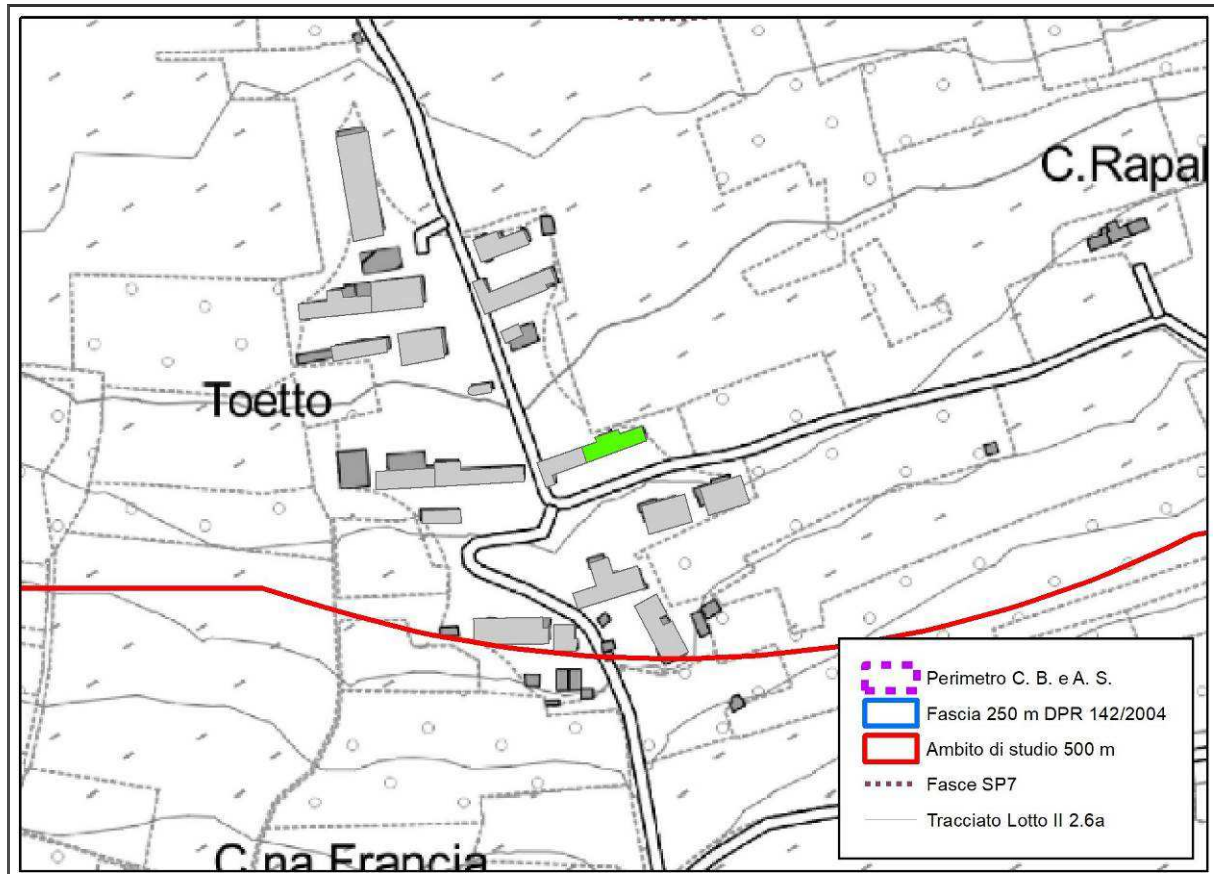 C.Rapal
Toetto
C.na Francia
Perimetro C. B. e A. S.
Fascia 250 m DPR 142/2004
Ambito di studio 500 m
Fasce SP7
Tracciato Lotto II 2.6a